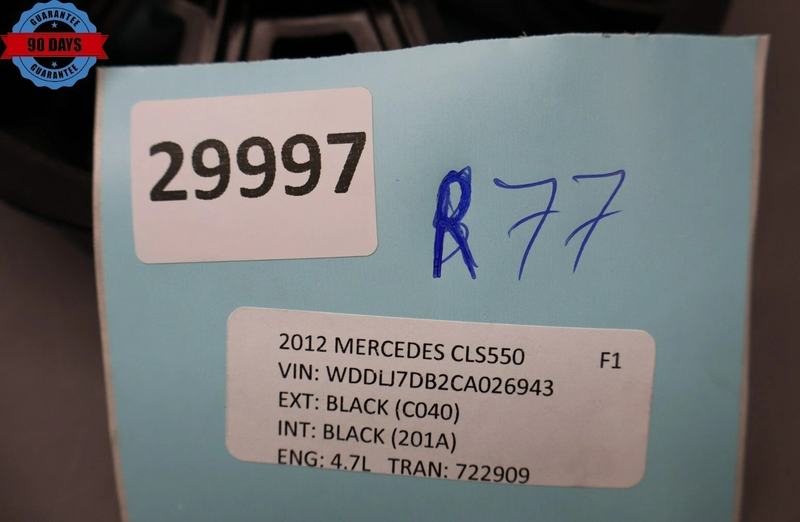 GUARANTEE
90 DAYS
GUARANTEE
29997
R77
2012 MERCEDES CLS550 F1
VIN: WDDLJ7DB2CA026943
EXT: BLACK (C040)
INT: BLACK (201A)
ENG: 4.7L TRAN: 722909